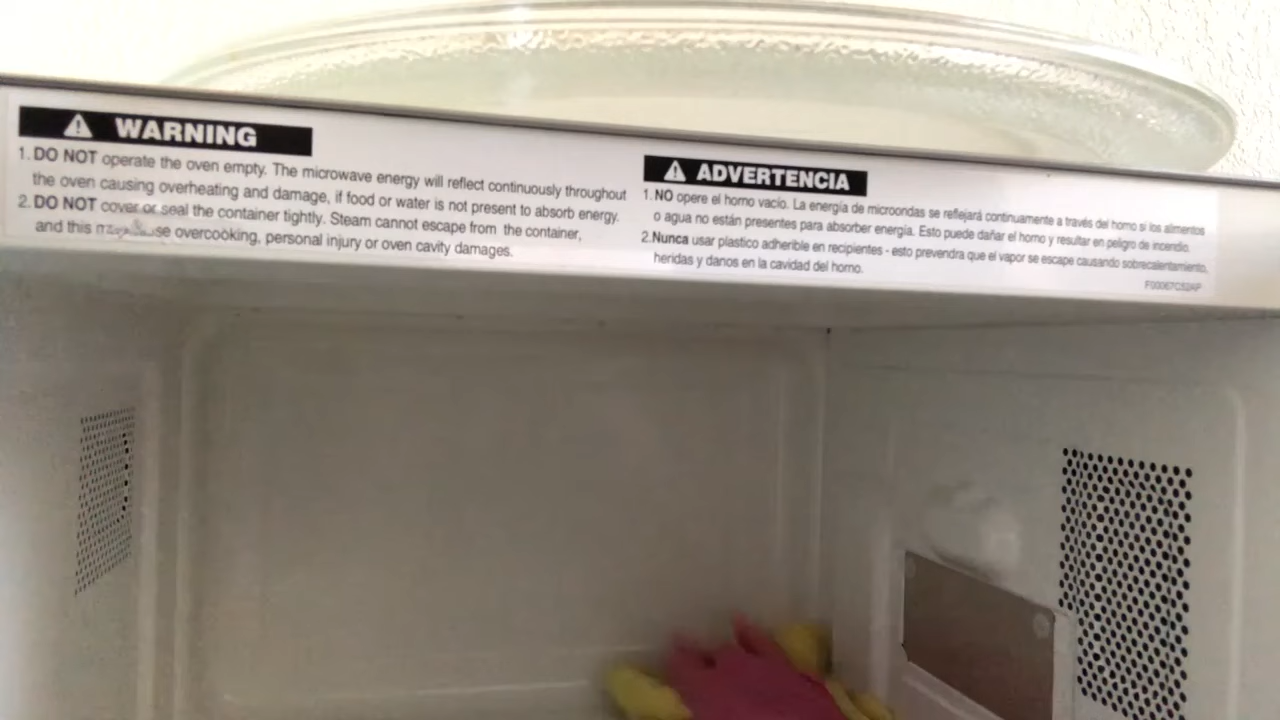 WARNING
1. DO NOT operate the oven empty. The microwave energy will reflect continuously throughout
the oven causing overheating and damage, if food or water is not present to absorb energy.
2. DO NOT cover or seal the container tightly. Steam cannot escape from the container,
and this overcooking, personal injury or oven cavity damages.
ADVERTENCIA
1. NO opere el horno vacío. La energía de microondas se reflejará continuamente a través del horno si los alimentos
o agua no están presentes para absorber energía. Esto puede dañar el horno y resultar en peligro de incendio.
2.Nunca usar plastico adherible en recipientes - esto prevendra que el vapor se escape causando sobrecalentamiento,
heridas y danos en la cavidad del horno.